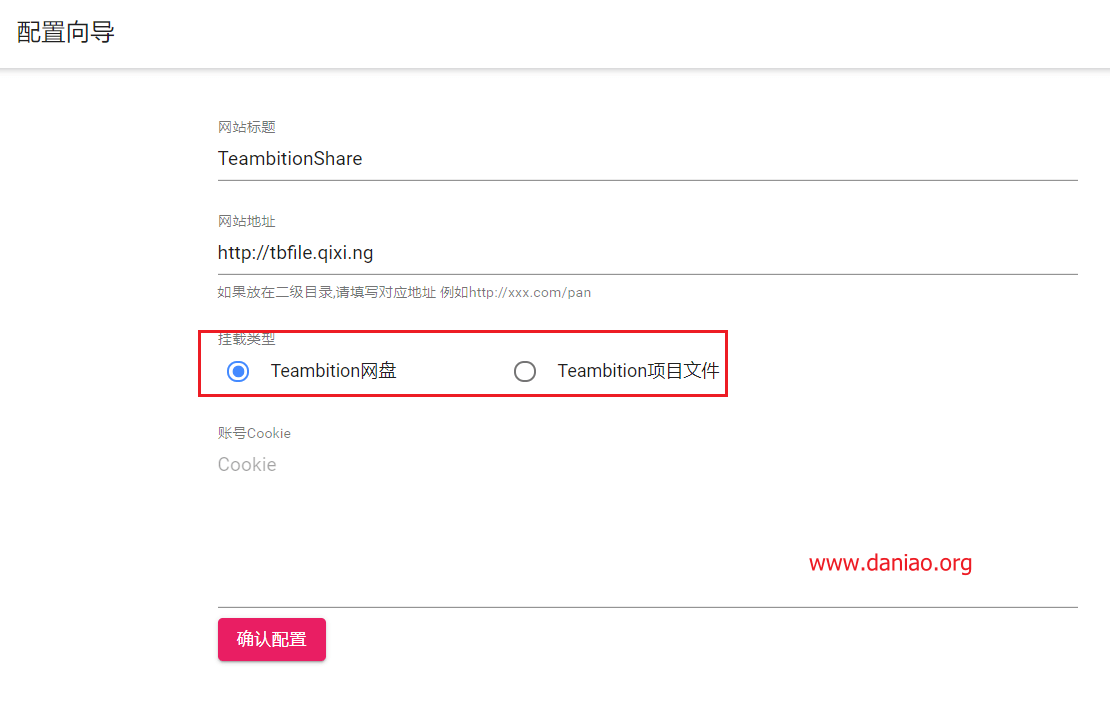 配置向导
网站标题
TeambitionShare
网站地址
http://tbfile.qixi.ng
如果放在二级目录,请填写对应地址 例如http://xxx.com/pan
挂载类型
Teambition网盘 Teambition项目文件
账号Cookie
Cookie
www.daniao.org
确认配置